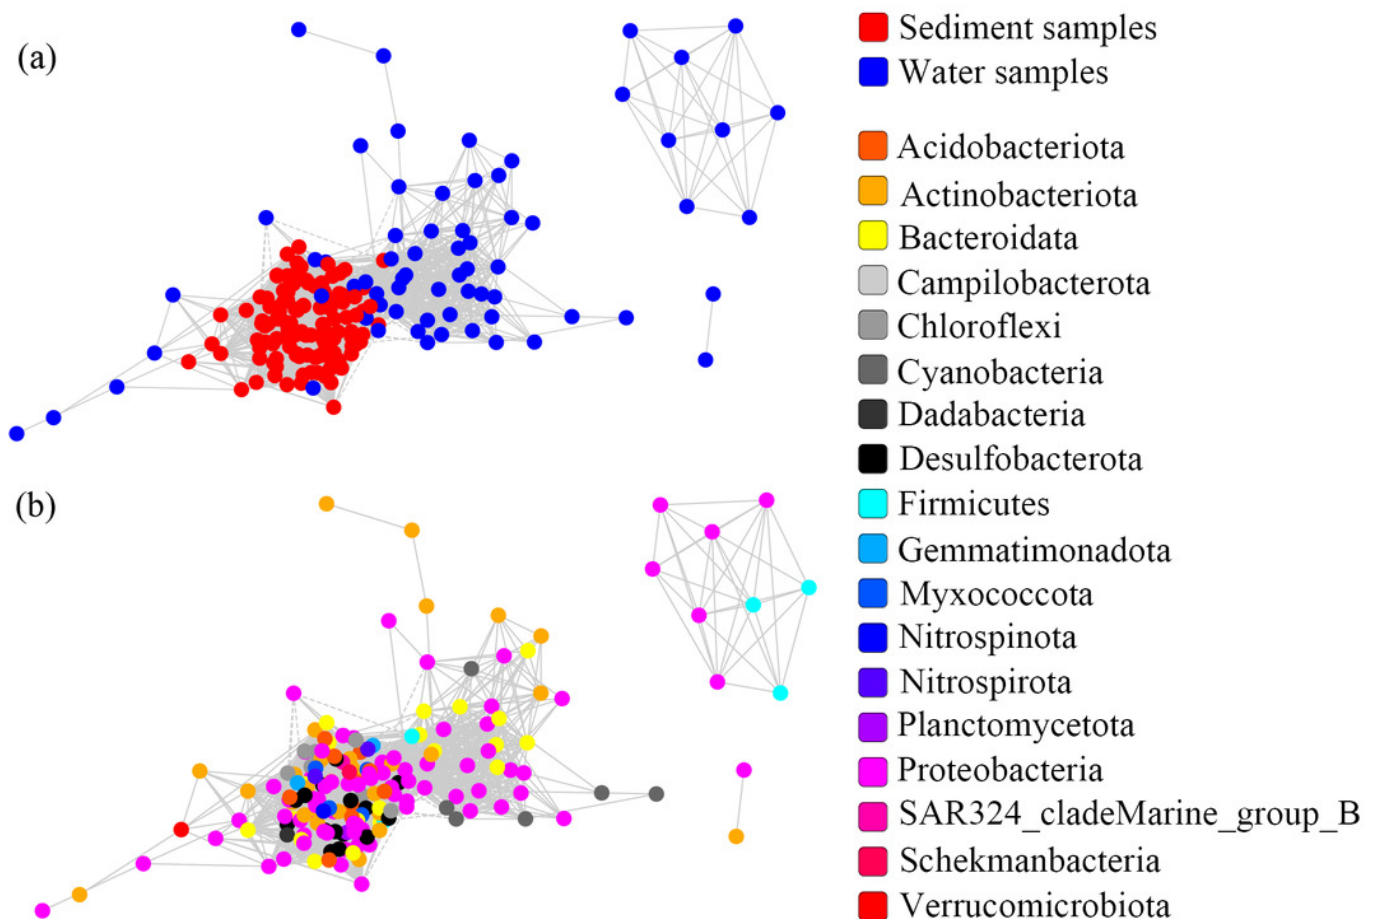 (a)
Sediment samples
Water samples
Acidobacteriota
Actinobacteriota
Bacteroidata
Campilobacterota
Chloroflexi
Cyanobacteria
Dadabacteria
Desulfobacterota
(b)
Firmicutes
Gemmatimonadota
Myxococcota
Nitrospinota
Nitrospirota
Planctomycetota
Proteobacteria
SAR324_cladeMarine_group_B
Schekmanbacteria
Verrucomicrobiota